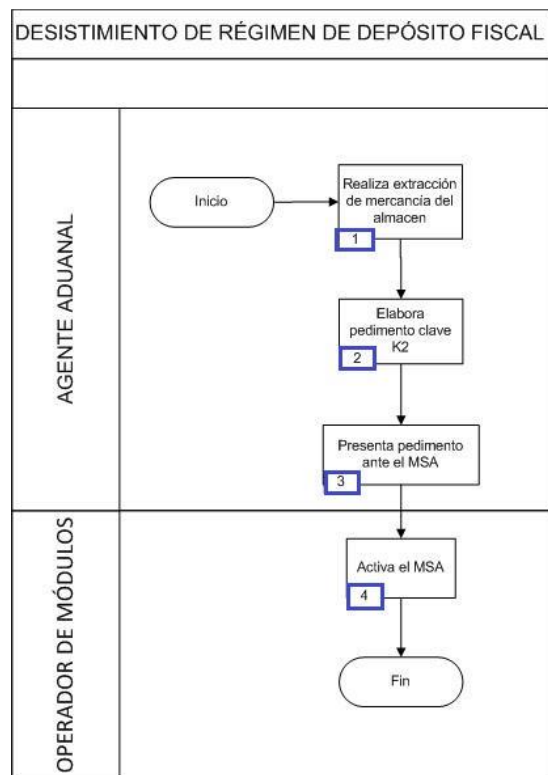 DESISTIMIENTO DE RÉGIMEN DE DEPÓSITO FISCAL
AGENTE ADUANAL
Inicio
Realiza extracción
de mercancía del
almacen
1
Elabora
pedimento clave
K2
2
Presenta pedimento
ante el MSA
3
OPERADOR DE MÓDULOS
Activa el MSA
4
Fin